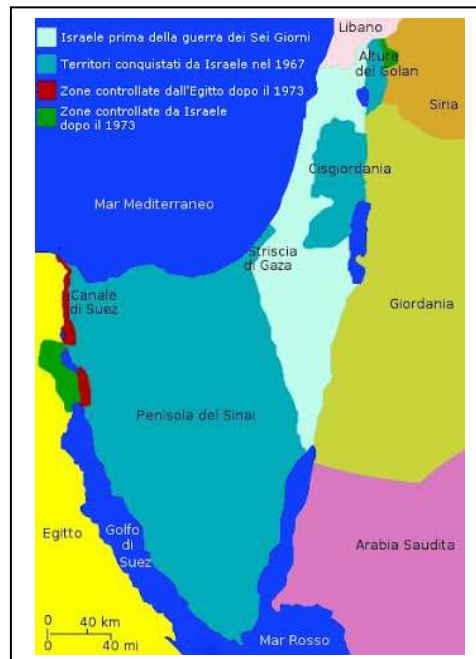 Israele prima della guerra dei Sei Giorni
Territori conquistati da Israele nel 1967
Zone controllate dall'Egitto dopo il 1973
Zone controllate da Israele
dopo il 1973
Libano
Alture
del Golan
Siria
Cisgiordania
Mar Mediterraneo
Striscia
di Gaza
Canale
di Suez
Giordania
Penisola del Sinai
Egitto
Golfo
di
Suez
Arabia Saudita
0 40 km
0 40 mi
Mar Rosso